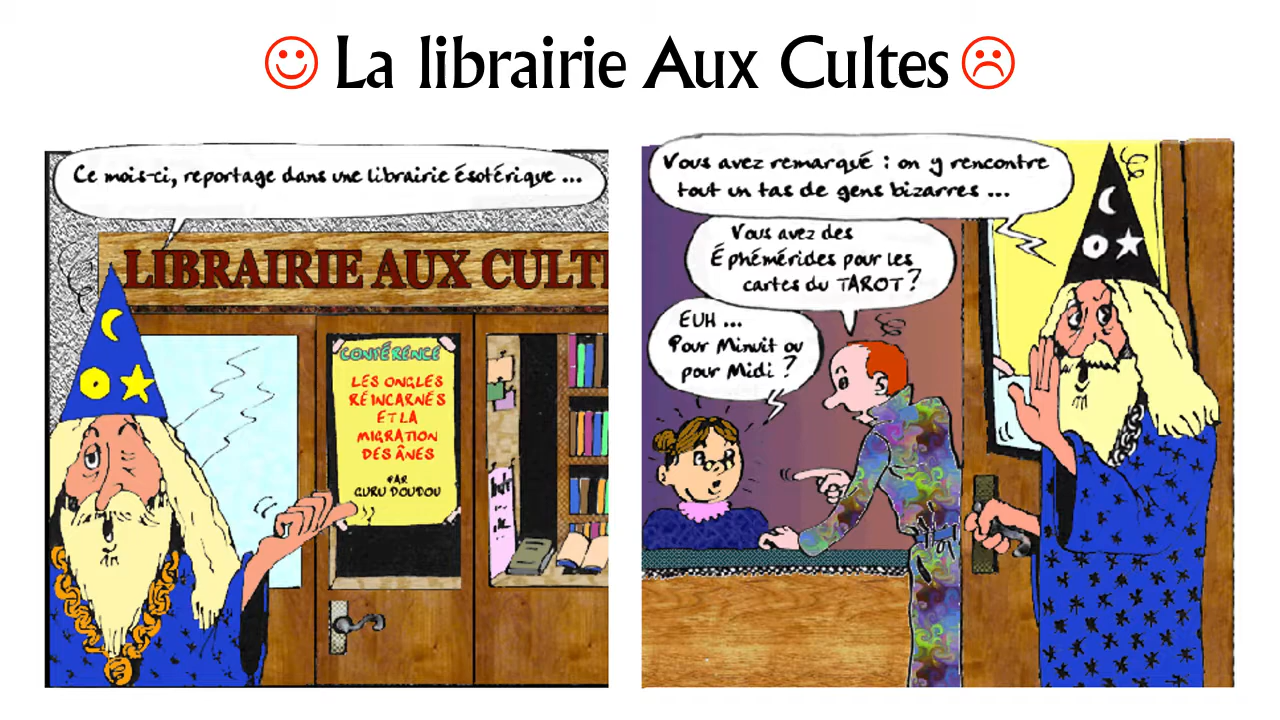 La librairie Aux Cultes
Ce mois-ci, reportage dans une librairie ésotérique ...
LIBRAIRIE AUX CULT
CONFÉRENCE
LES ONGLES
RÉINCARNÉS
ET LA
MIGRATION
DES ÂNES
PAR
GURU DOUDOU
Vous avez remarqué : on y rencontre
tout un tas de gens bizarres ...
Vous avez des
Éphémérides pour les
cartes du TAROT ?
EUH ...
Pour Minuit ou
pour Midi ?